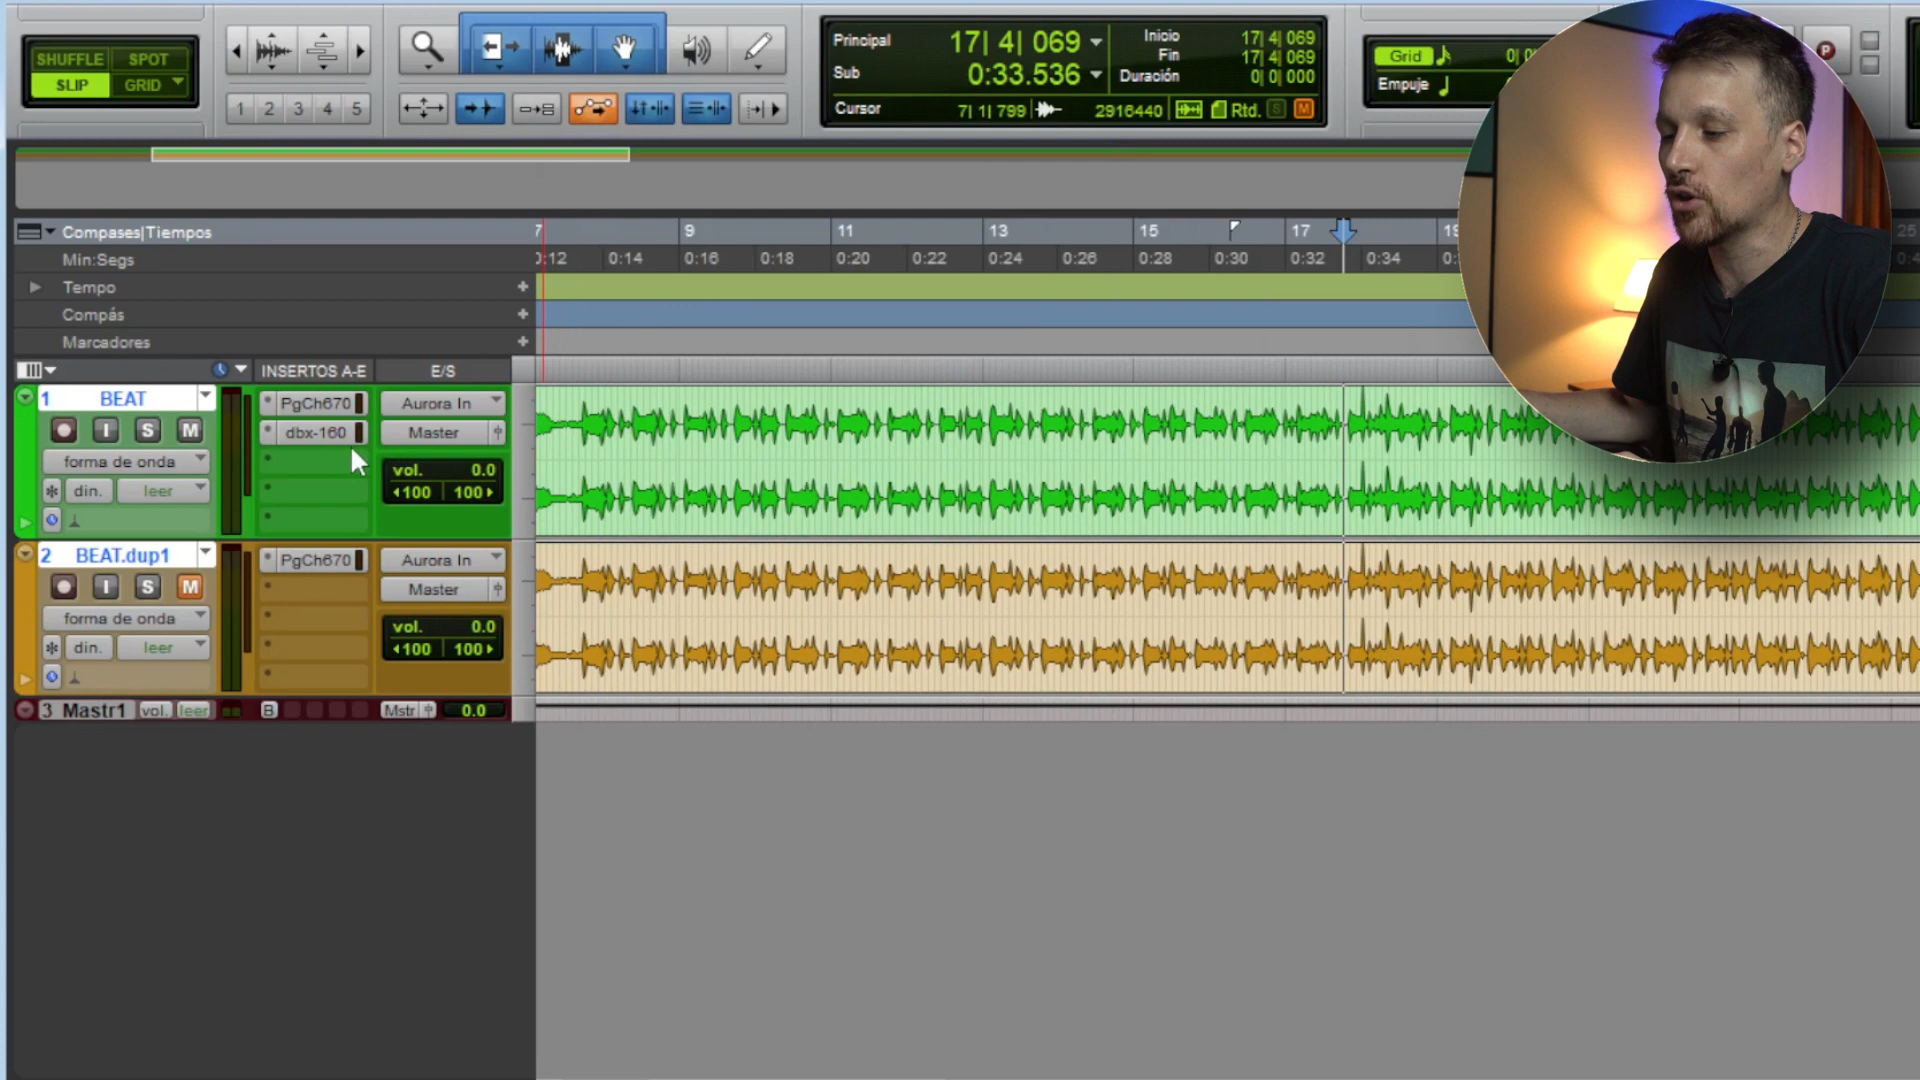 SHUFFLE SPOT
SLIP GRID
1 2 3 4 5
Principal 17| 4| 069
Sub 0:33.536
Inicio 17| 4| 069
Fin 17| 4| 069
Duración 0| 0| 000
Cursor 7| 1| 799 2916440 Rtd. S M
Grid
Empuje
P
Compases|Tiempos 7 9 11 13 15 17 25
Min:Segs 0:12 0:14 0:16 0:18 0:20 0:22 0:24 0:26 0:28 0:30 0:32 0:34
Tempo
Compás
Marcadores
INSERTOS A-E E/S
1 BEAT PgCh670 Aurora In
I S M dbx-160 Master
forma de onda vol. 0.0
din. leer 100 100
2 BEAT.dup1 PgCh670 Aurora In
I S M Master
forma de onda vol. 0.0
din. leer 100 100
3 Mastr1 vol. leer B Mstr 0.0